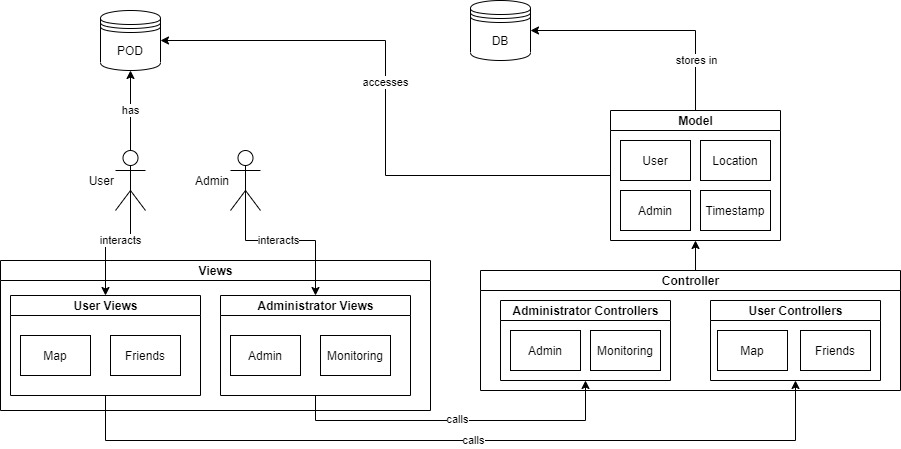 DB
POD
stores in
accesses
has
Model
User
Location
User
Admin
Admin
Timestamp
interacts
interacts
Views
Controller
User Views
Administrator Views
Administrator Controllers
User Controllers
Map
Friends
Admin
Monitoring
Admin
Monitoring
Map
Friends
calls
calls